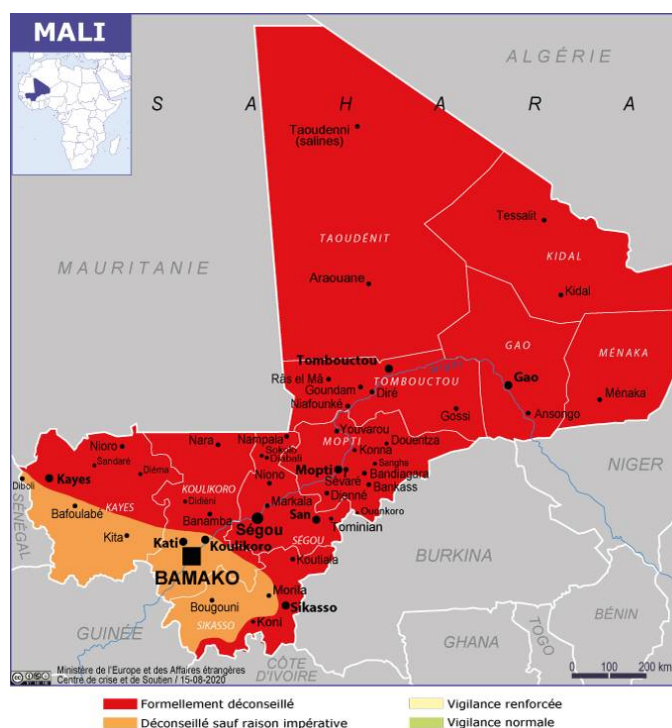 MALI
ALGÉRIE
S A H A R A
Taoudenni
(salines)
Tessalit
TAOUDÉNIT
KIDAL
MAURITANIE
Araouane
Kidal
GAO
MÉNAKA
Tombouctou
Râs el Mâ
TOMBOUCTOU
Gao
Goundam
Diré
Ménaka
Niafounké
Gossi
Ansongo
Youvarou
Nampala
MOPTI
Douentza
Nioro
Nara
Sokolo
Konna
NIGER
Sandaré
Diabali
Sangha
Diéma
Mopti
Bandiagara
Diboli
Kayes
Niono
Sévaré
KOULIKORO
Bankass
Djenné
Didiéni
Markala
Bafoulabé
KAYES
Banamba
Ouenkoro
Ségou
San
SÉNÉGAL
Tominian
Kita
Kati
Koulikoro
SÉGOU
BURKINA
BAMAKO
Koutiala
Bougouni
Sikasso
SIKASSO
Koni
GUINÉE
BÉNIN
GHANA
TOGO
CÔTE
D'IVOIRE
Ministère de l'Europe et des Affaires étrangères
Centre de crise et de Soutien / 15-08-2020
0 100 200 km
Formellement déconseillé
Vigilance renforcée
Déconseillé sauf raison impérative
Vigilance normale